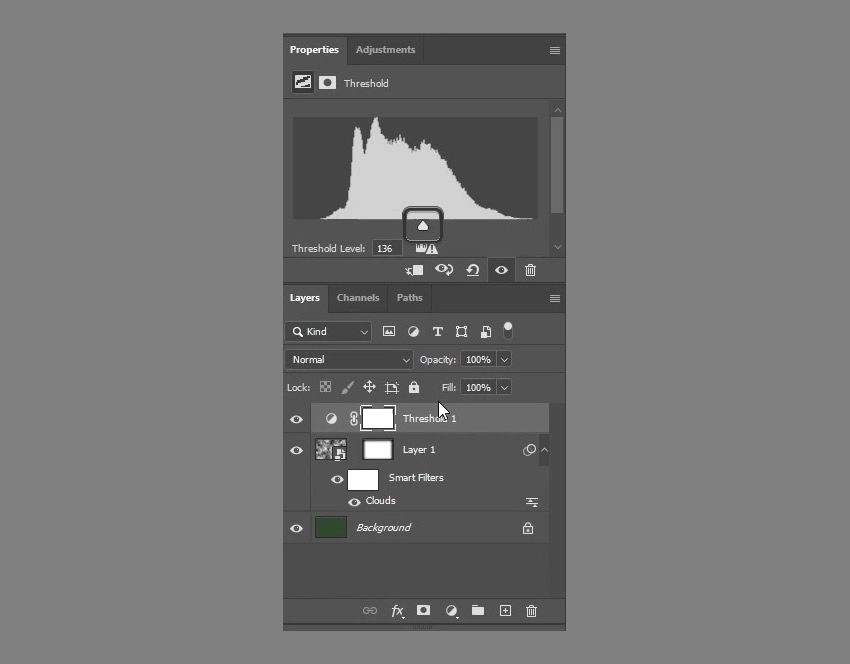 Properties Adjustments
Threshold
Threshold Level: 136
Layers Channels Paths
Kind
Normal Opacity: 100%
Lock: Fill: 100%
Threshold 1
Layer 1
Smart Filters
Clouds
Background
fx